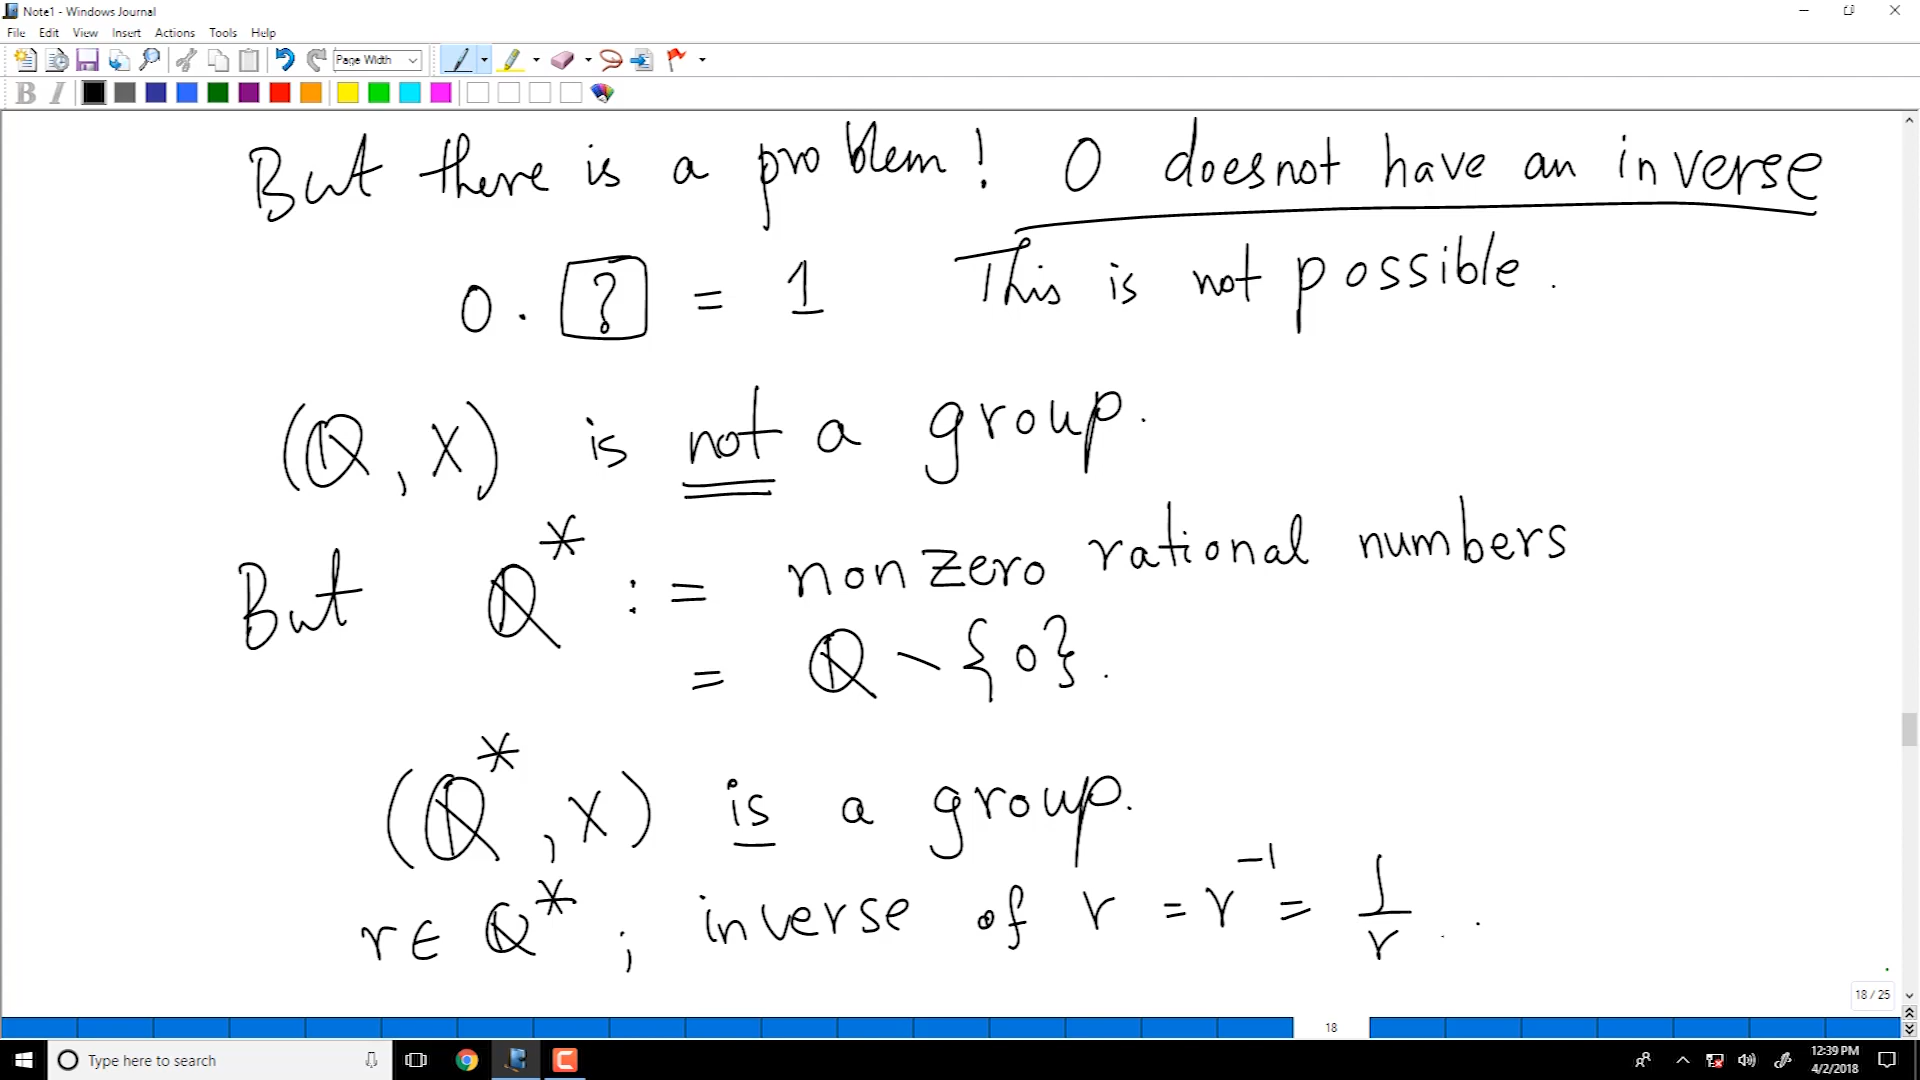 Note1 - Windows Journal
File Edit View Insert Actions Tools Help
Page Width
B I
But there is a problem! 0 doesnot have an inverse
0 . ? = 1 This is not possible.
(ℚ, ×) is not a group.
But ℚ* := nonzero rational numbers
= ℚ \ {0}.
(ℚ*, ×) is a group.
r ∈ ℚ* ; inverse of r = r⁻¹ = 1/r .
18 / 25
18
Type here to search
12:39 PM
4/2/2018